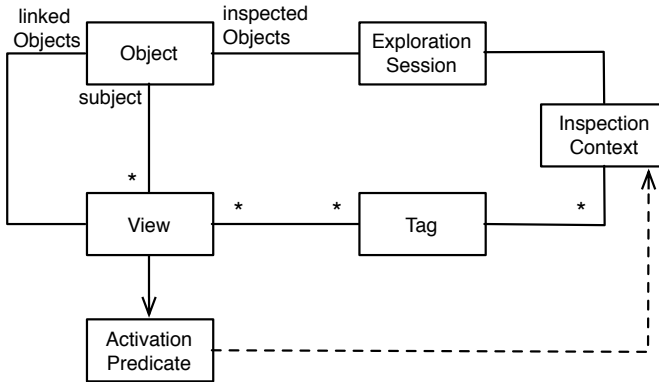 linked
Objects
Object
inspected
Objects
Exploration
Session
subject
Inspection
Context
*
View
*
*
Tag
*
Activation
Predicate